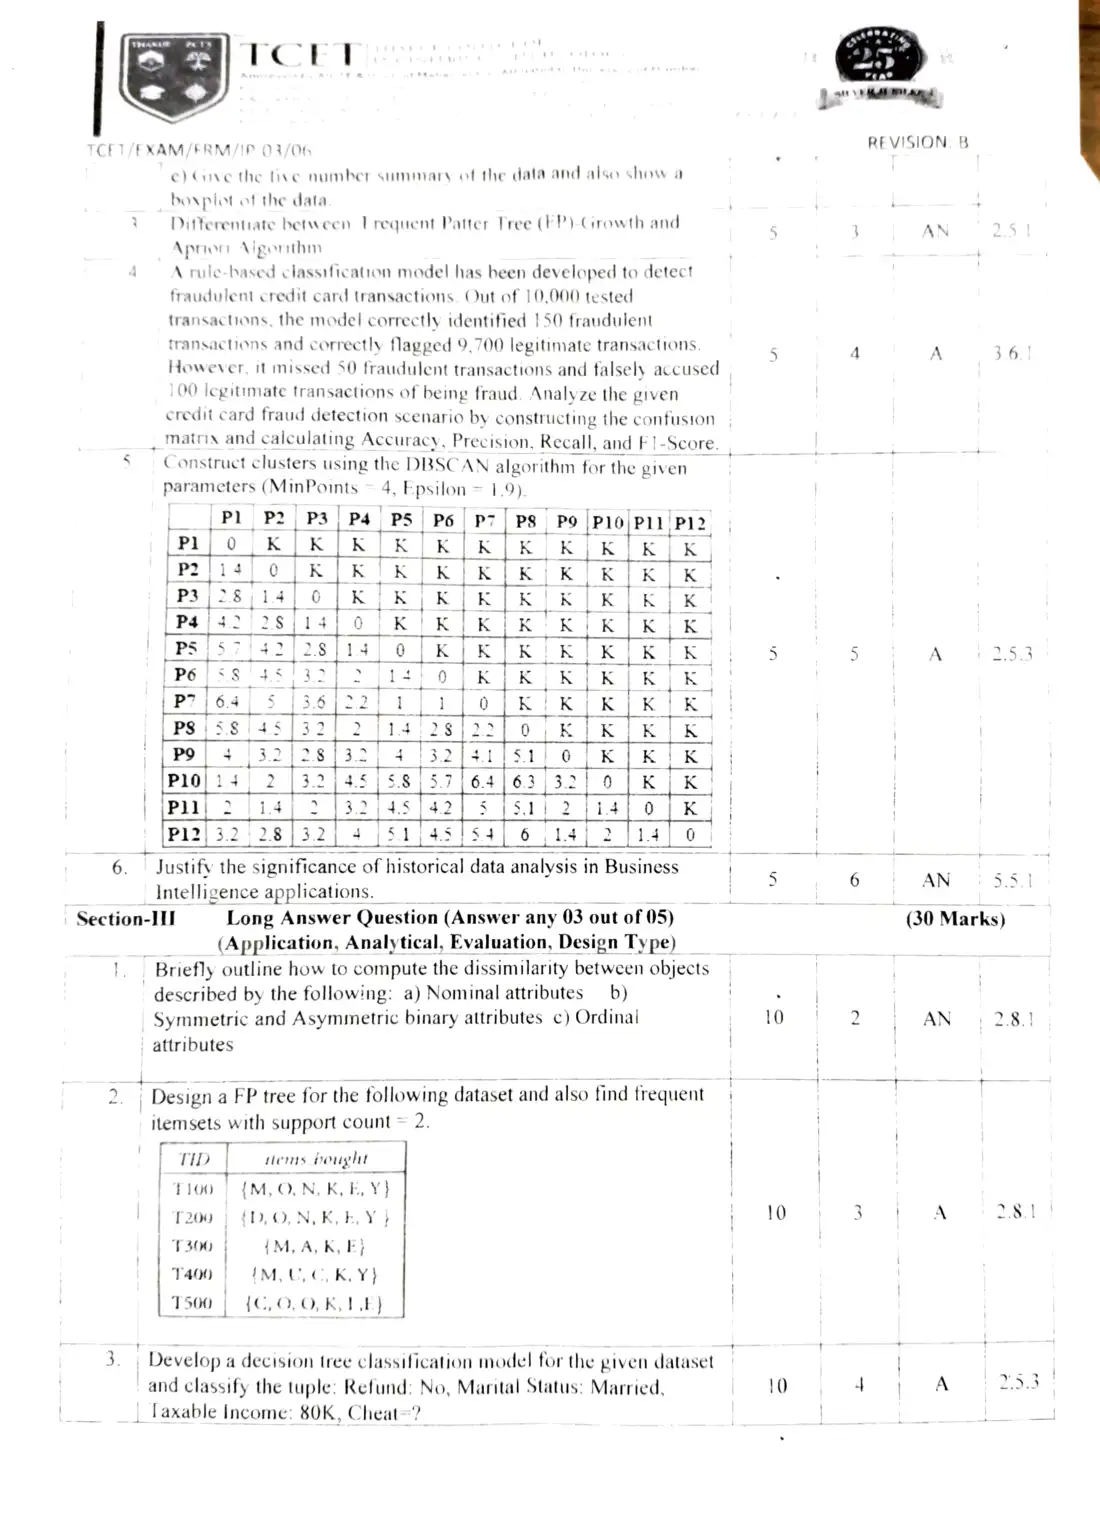 THAKUR PCT'S
TCET
CELEBRATING
25
YEAR
SILVER JUBILEE
TCET/EXAM/FRM/IP 03/06
REVISION: B
c) Give the five number summary of the data and also show a
boxplot of the data.
3 Differentiate between Frequent Patter Tree (FP)-Growth and 5 3 AN 2.5.1
Apriori Algorithm
4 A rule-based classification model has been developed to detect
fraudulent credit card transactions. Out of 10,000 tested
transactions, the model correctly identified 150 fraudulent
transactions and correctly flagged 9,700 legitimate transactions.
However, it missed 50 fraudulent transactions and falsely accused 5 4 A 3.6.1
100 legitimate transactions of being fraud. Analyze the given
credit card fraud detection scenario by constructing the confusion
matrix and calculating Accuracy, Precision, Recall, and F1-Score.
5 Construct clusters using the DBSCAN algorithm for the given
parameters (MinPoints = 4, Epsilon = 1.9).
P1 P2 P3 P4 P5 P6 P7 P8 P9 P10 P11 P12
P1 0 K K K K K K K K K K K
P2 1.4 0 K K K K K K K K K K
P3 2.8 1.4 0 K K K K K K K K K
P4 4.2 2.8 1.4 0 K K K K K K K K
P5 5.7 4.2 2.8 1.4 0 K K K K K K K
5 5 A 2.5.3
P6 5.8 4.5 3.2 2 1.4 0 K K K K K K
P7 6.4 5 3.6 2.2 1 1 0 K K K K K
P8 5.8 4.5 3.2 2 1.4 2.8 2.2 0 K K K K
P9 4 3.2 2.8 3.2 4 3.2 4.1 5.1 0 K K K
P10 1.4 2 3.2 4.5 5.8 5.7 6.4 6.3 3.2 0 K K
P11 2 1.4 2 3.2 4.5 4.2 5 5.1 2 1.4 0 K
P12 3.2 2.8 3.2 4 5.1 4.5 5.4 6 1.4 2 1.4 0
6. Justify the significance of historical data analysis in Business 5 6 AN 5.5.1
Intelligence applications.
Section-III Long Answer Question (Answer any 03 out of 05) (30 Marks)
(Application, Analytical, Evaluation, Design Type)
1. Briefly outline how to compute the dissimilarity between objects
described by the following: a) Nominal attributes b)
Symmetric and Asymmetric binary attributes c) Ordinal 10 2 AN 2.8.1
attributes
2. Design a FP tree for the following dataset and also find frequent
itemsets with support count = 2.
TID items bought
T100 {M, O, N, K, E, Y}
T200 {D, O, N, K, E, Y } 10 3 A 2.8.1
T300 {M, A, K, E}
T400 {M, U, C, K, Y}
T500 {C, O, O, K, I ,E}
3. Develop a decision tree classification model for the given dataset
and classify the tuple: Refund: No, Marital Status: Married, 10 4 A 2.5.3
Taxable Income: 80K, Cheat=?